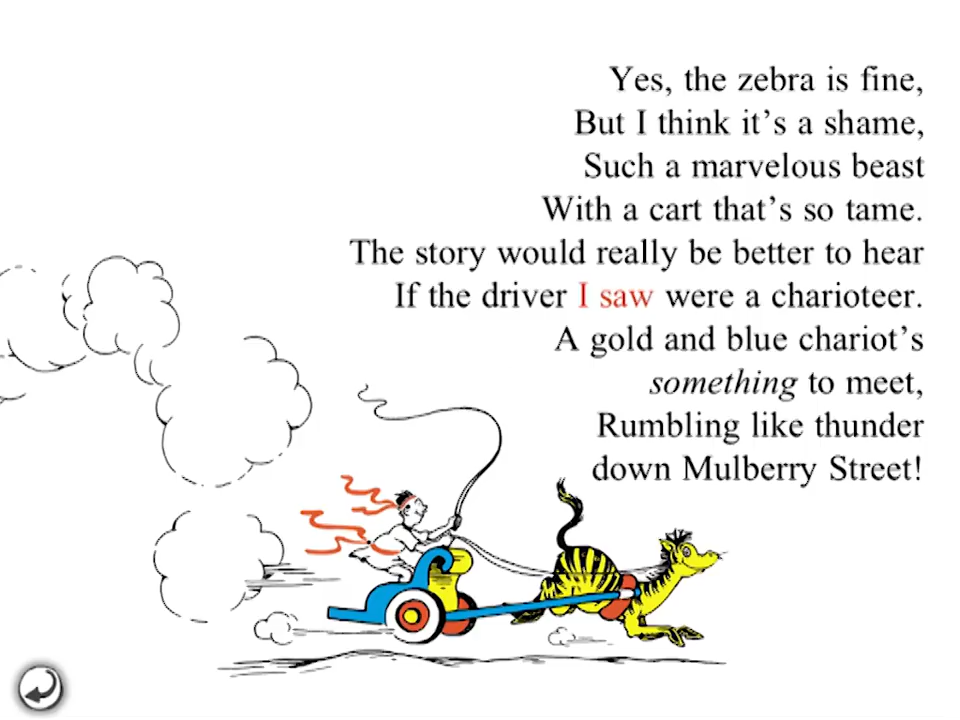 Yes, the zebra is fine,
But I think it's a shame,
Such a marvelous beast
With a cart that's so tame.
The story would really be better to hear
If the driver I saw were a charioteer.
A gold and blue chariot's
something to meet,
Rumbling like thunder
down Mulberry Street!